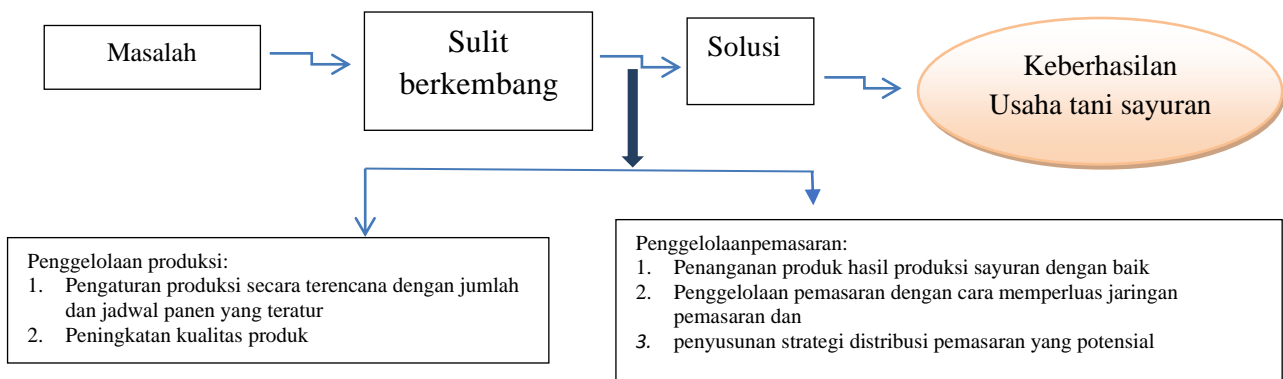 Masalah
Sulit
berkembang
Solusi
Keberhasilan
Usaha tani sayuran
Penggelolaan produksi:
1. Pengaturan produksi secara terencana dengan jumlah
dan jadwal panen yang teratur
2. Peningkatan kualitas produk
Penggelolaanpemasaran:
1. Penanganan produk hasil produksi sayuran dengan baik
2. Penggelolaan pemasaran dengan cara memperluas jaringan
pemasaran dan
3. penyusunan strategi distribusi pemasaran yang potensial